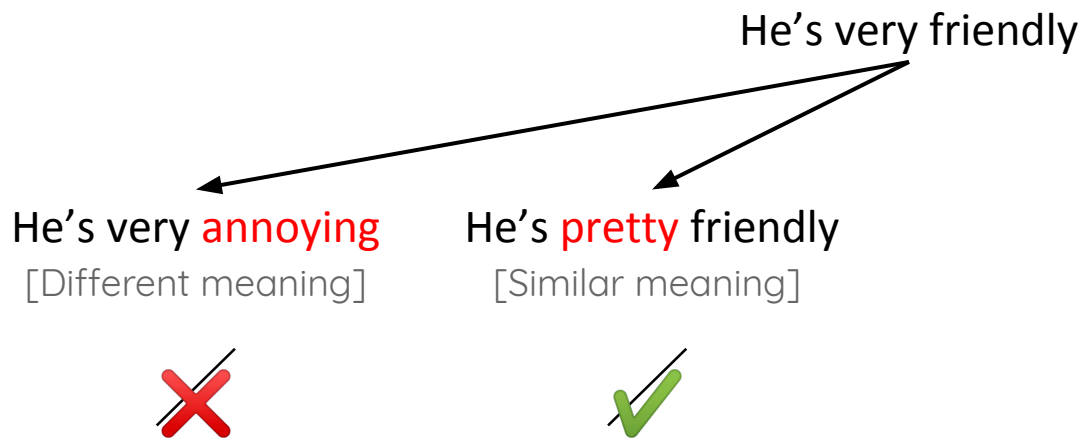 He's very friendly
He's very annoying
He's pretty friendly
[Different meaning]
[Similar meaning]